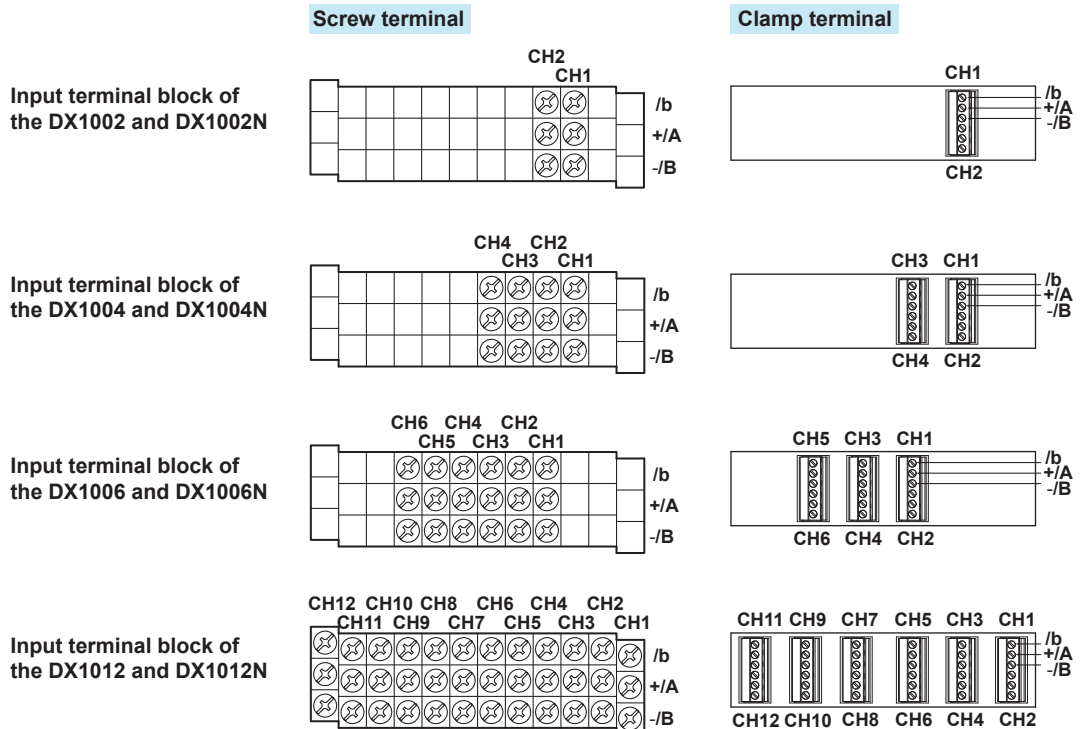 Screw terminal
Clamp terminal
Input terminal block of
the DX1002 and DX1002N
CH2
CH1
/b
+/A
-/B
CH1
/b
+/A
-/B
CH2
Input terminal block of
the DX1004 and DX1004N
CH4 CH2
CH3 CH1
/b
+/A
-/B
CH3 CH1
/b
+/A
-/B
CH4 CH2
Input terminal block of
the DX1006 and DX1006N
CH6 CH4 CH2
CH5 CH3 CH1
/b
+/A
-/B
CH5 CH3 CH1
/b
+/A
-/B
CH6 CH4 CH2
Input terminal block of
the DX1012 and DX1012N
CH12 CH10 CH8 CH6 CH4 CH2
CH11 CH9 CH7 CH5 CH3 CH1
/b
+/A
-/B
CH11 CH9 CH7 CH5 CH3 CH1
/b
+/A
-/B
CH12 CH10 CH8 CH6 CH4 CH2